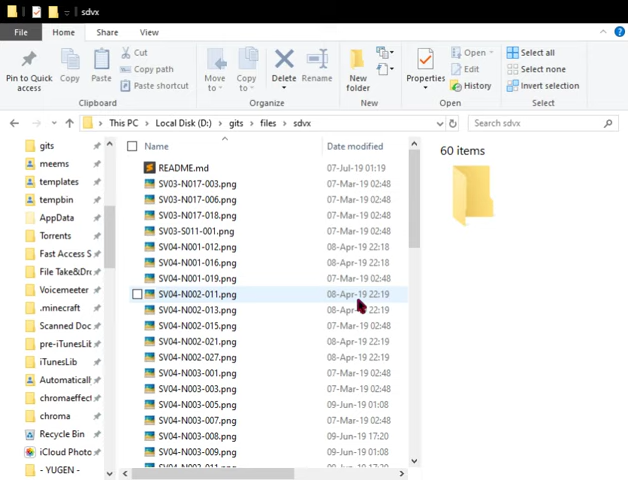 sdvx
File Home Share View
Pin to Quick access
Copy
Paste
Cut
Copy path
Paste shortcut
Clipboard
Move to
Copy to
Delete
Rename
Organize
New folder
New
Properties
Open
Edit
History
Open
Select all
Select none
Invert selection
Select
This PC > Local Disk (D:) > gits > files > sdvx
Search sdvx
gits
meems
templates
tempbin
AppData
Torrents
Fast Access S
File Take&Dro
Voicemeeter
.minecraft
Scanned Doc
pre-iTunesLib
iTunesLib
Automatically
chromaeffect
chroma
Recycle Bin
iCloud Photo
- YUGEN -
Name Date modified
README.md 07-Jul-19 01:19
SV03-N017-003.png 07-Mar-19 02:48
SV03-N017-006.png 07-Mar-19 02:48
SV03-N017-018.png 07-Mar-19 02:48
SV03-S011-001.png 07-Mar-19 02:48
SV04-N001-012.png 08-Apr-19 22:18
SV04-N001-016.png 08-Apr-19 22:18
SV04-N001-019.png 07-Mar-19 02:48
SV04-N002-011.png 08-Apr-19 22:19
SV04-N002-013.png 08-Apr-19 22:19
SV04-N002-015.png 07-Mar-19 02:48
SV04-N002-021.png 08-Apr-19 22:19
SV04-N002-027.png 08-Apr-19 22:19
SV04-N003-001.png 07-Mar-19 02:48
SV04-N003-003.png 07-Mar-19 02:48
SV04-N003-005.png 09-Jun-19 01:08
SV04-N003-007.png 07-Mar-19 02:48
SV04-N003-008.png 09-Jun-19 17:20
SV04-N003-009.png 07-Mar-19 02:48
SV04-N003-011.png 09-Jun-19 17:20
60 items